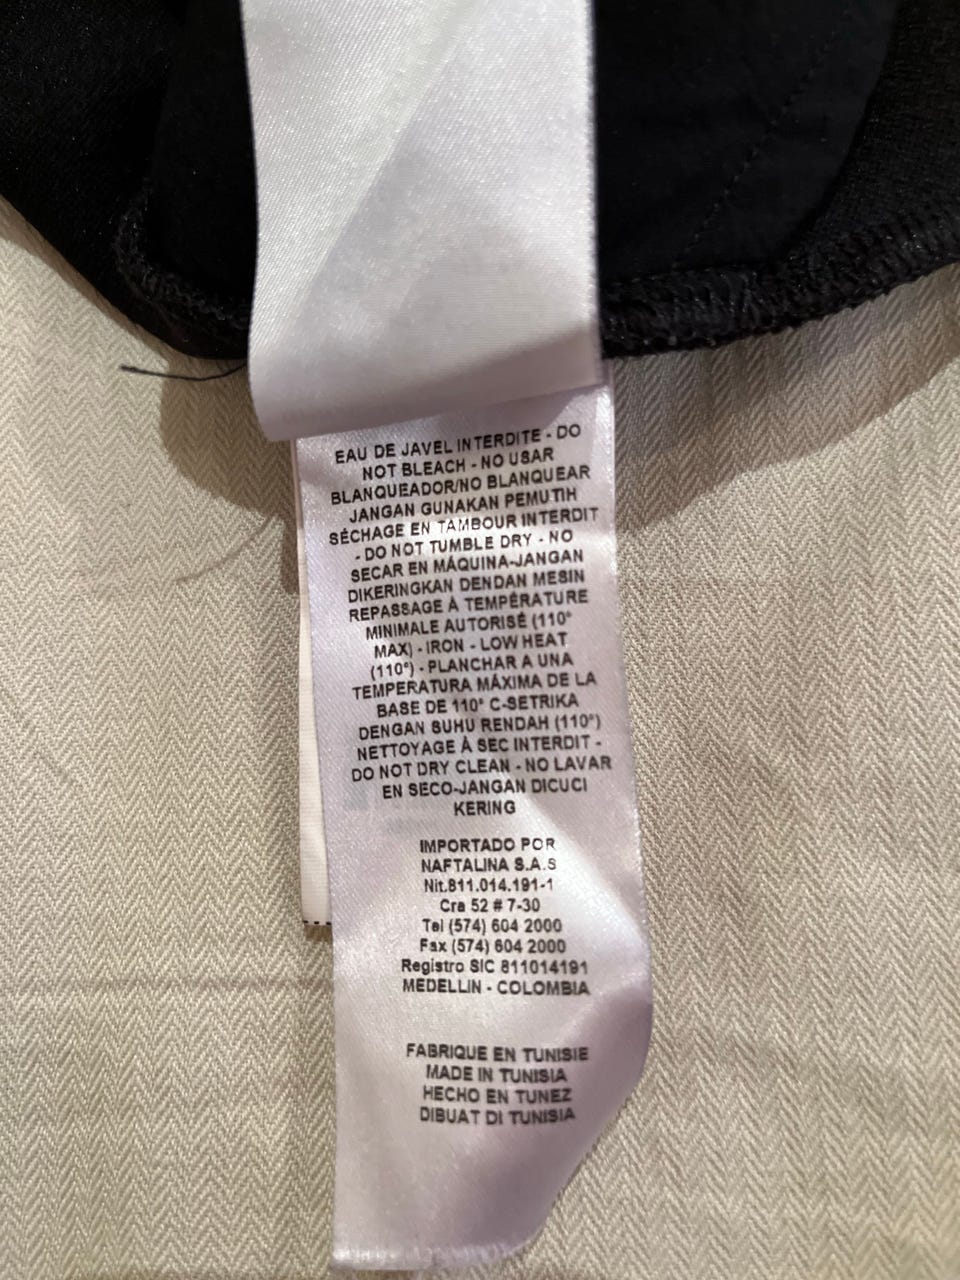 EAU DE JAVEL INTERDITE - DO
NOT BLEACH - NO USAR
BLANQUEADOR/NO BLANQUEAR
JANGAN GUNAKAN PEMUTIH
SÉCHAGE EN TAMBOUR INTERDIT
- DO NOT TUMBLE DRY - NO
SECAR EN MÁQUINA-JANGAN
DIKERINGKAN DENDAN MESIN
REPASSAGE À TEMPÉRATURE
MINIMALE AUTORISÉ (110°
MAX) - IRON - LOW HEAT
(110°) - PLANCHAR A UNA
TEMPERATURA MÁXIMA DE LA
BASE DE 110° C-SETRIKA
DENGAN SUHU RENDAH (110°)
NETTOYAGE À SEC INTERDIT -
DO NOT DRY CLEAN - NO LAVAR
EN SECO-JANGAN DICUCI
KERING
IMPORTADO POR
NAFTALINA S.A.S
Nit.811.014.191-1
Cra 52 # 7-30
Tel (574) 604 2000
Fax (574) 604 2000
Registro SIC 811014191
MEDELLIN - COLOMBIA
FABRIQUE EN TUNISIE
MADE IN TUNISIA
HECHO EN TUNEZ
DIBUAT DI TUNISIA